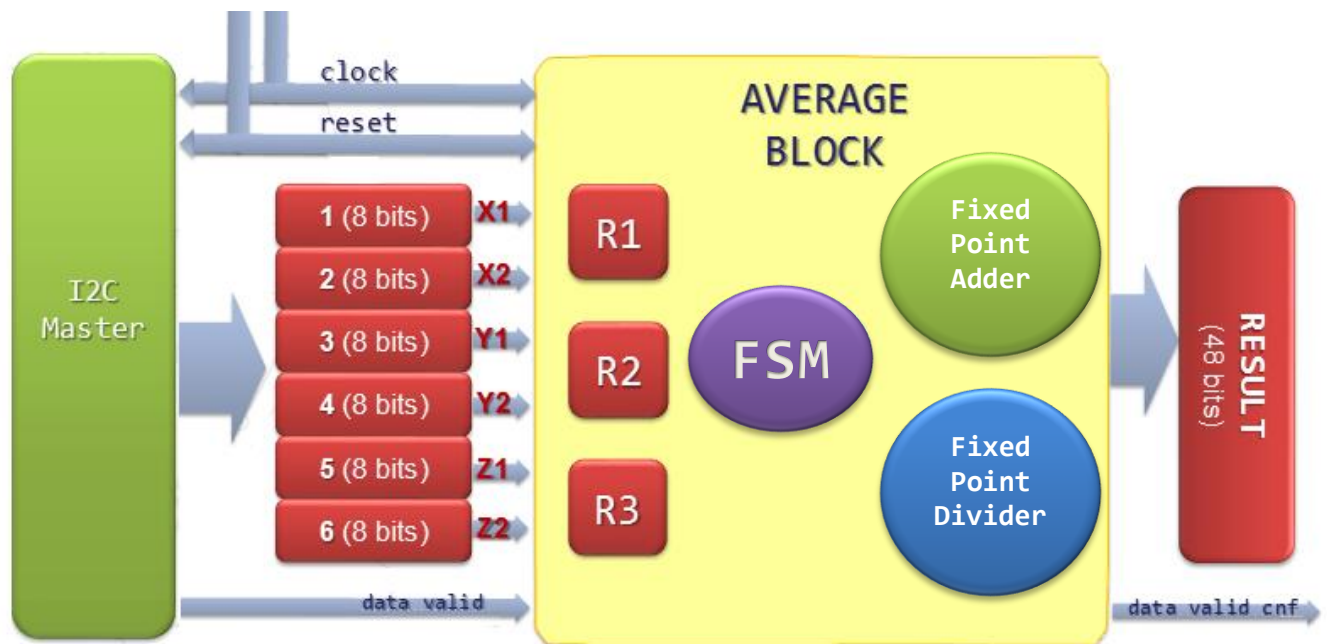 clock
reset
I2C
Master
1 (8 bits)
X1
2 (8 bits)
X2
3 (8 bits)
Y1
4 (8 bits)
Y2
5 (8 bits)
Z1
6 (8 bits)
Z2
data valid
AVERAGE
BLOCK
R1
R2
R3
FSM
Fixed
Point
Adder
Fixed
Point
Divider
RESULT
(48 bits)
data valid cnf